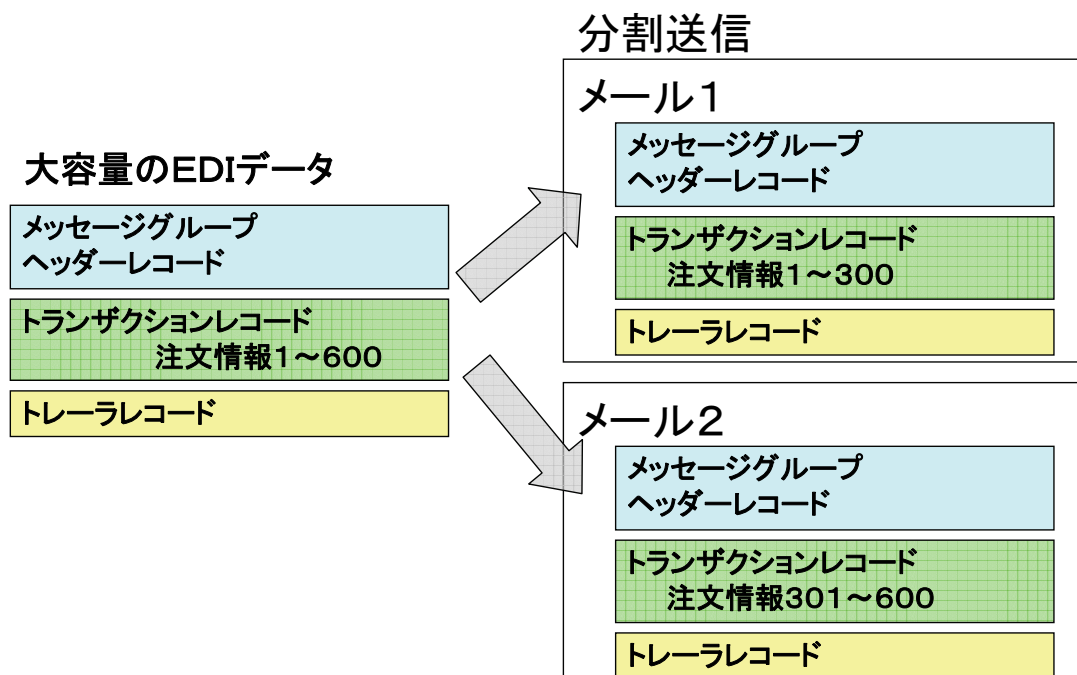 大容量のEDIデータ
メッセージグループ
ヘッダーレコード
トランザクションレコード
注文情報1～600
トレーラレコード
分割送信
メール１
メッセージグループ
ヘッダーレコード
トランザクションレコード
注文情報1～300
トレーラレコード
メール2
メッセージグループ
ヘッダーレコード
トランザクションレコード
注文情報301～600
トレーラレコード